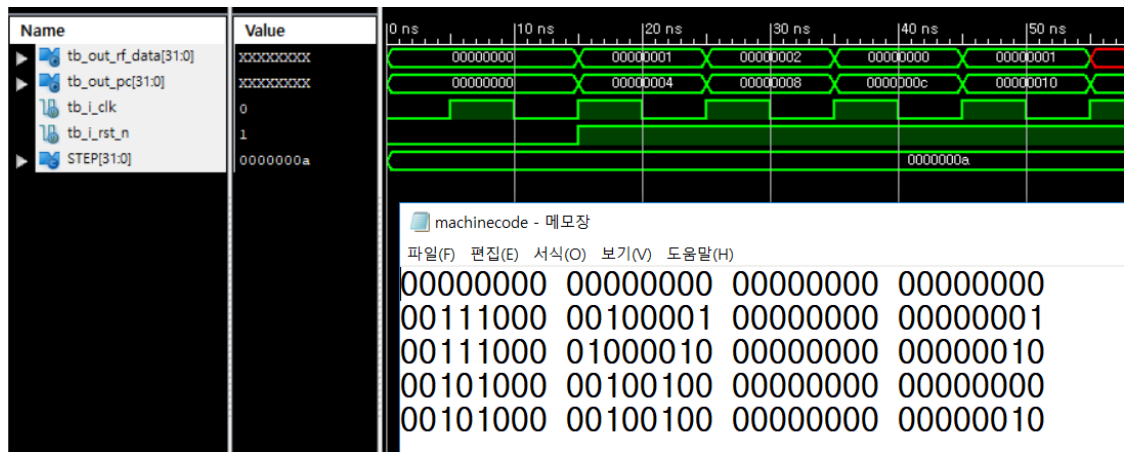 Name Value 0 ns 10 ns 20 ns 30 ns 40 ns 50 ns
tb_out_rf_data[31:0] XXXXXXXX 00000000 00000001 00000002 00000000 00000001
tb_out_pc[31:0] XXXXXXXX 00000000 00000004 00000008 0000000c 00000010
tb_i_clk 0
tb_i_rst_n 1
STEP[31:0] 0000000a 0000000a
machinecode - 메모장
파일(F) 편집(E) 서식(O) 보기(V) 도움말(H)
00000000 00000000 00000000 00000000
00111000 00100001 00000000 00000001
00111000 01000010 00000000 00000010
00101000 00100100 00000000 00000000
00101000 00100100 00000000 00000010